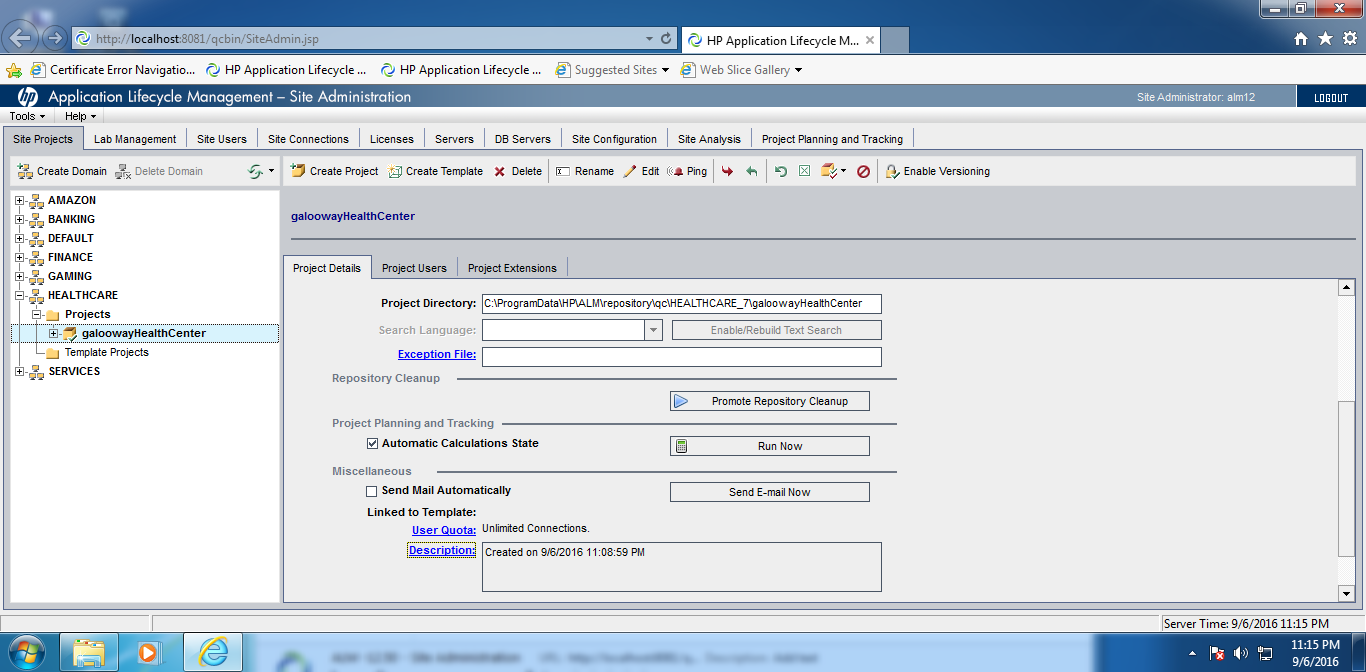 http://localhost:8081/qcbin/SiteAdmin.jsp
HP Application Lifecycle M...
Certificate Error Navigatio...
HP Application Lifecycle ...
HP Application Lifecycle ...
Suggested Sites
Web Slice Gallery
hp Application Lifecycle Management – Site Administration
Site Administrator: alm12
LOGOUT
Tools
Help
Site Projects
Lab Management
Site Users
Site Connections
Licenses
Servers
DB Servers
Site Configuration
Site Analysis
Project Planning and Tracking
Create Domain
Delete Domain
Create Project
Create Template
Delete
Rename
Edit
Ping
Enable Versioning
AMAZON
BANKING
DEFAULT
FINANCE
GAMING
HEALTHCARE
Projects
galoowayHealthCenter
Template Projects
SERVICES
galoowayHealthCenter
Project Details
Project Users
Project Extensions
Project Directory: C:\ProgramData\HP\ALM\repository\qc\HEALTHCARE_7\galoowayHealthCenter
Search Language:
Enable/Rebuild Text Search
Exception File:
Repository Cleanup
Promote Repository Cleanup
Project Planning and Tracking
Automatic Calculations State
Run Now
Miscellaneous
Send Mail Automatically
Send E-mail Now
Linked to Template:
User Quota: Unlimited Connections.
Description: Created on 9/6/2016 11:08:59 PM
Server Time: 9/6/2016 11:15 PM
11:15 PM
9/6/2016